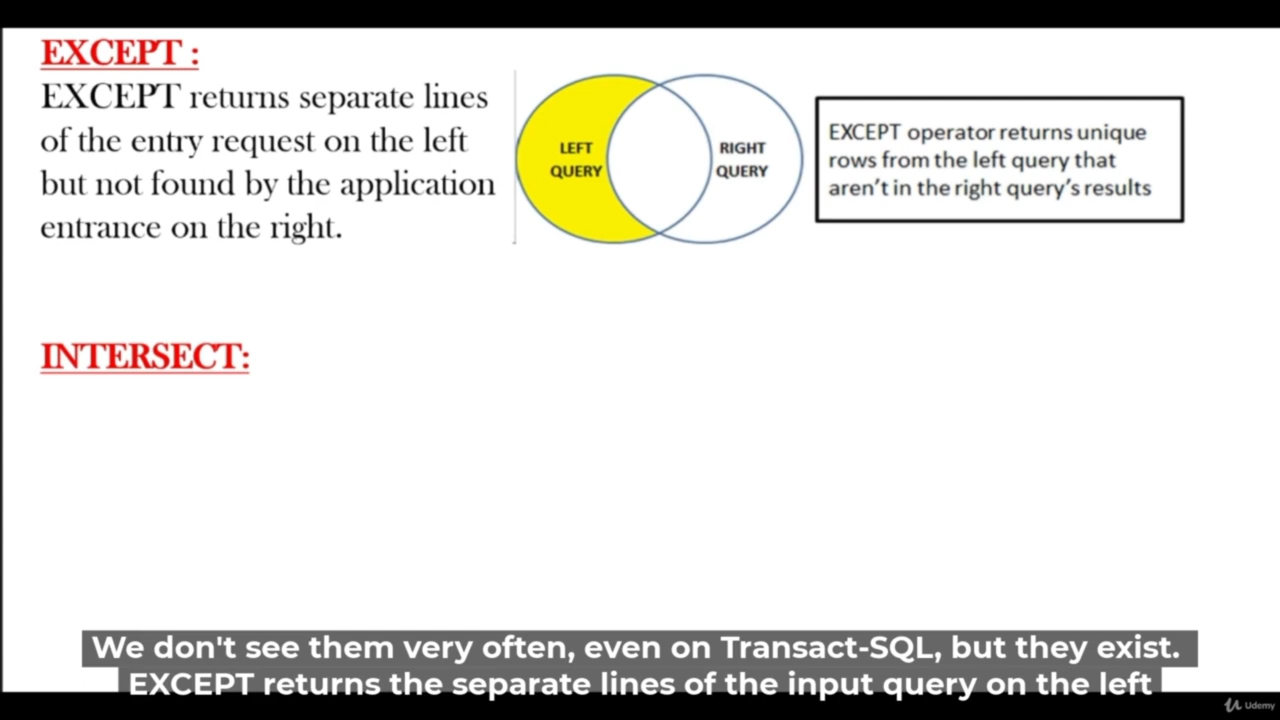 EXCEPT :
EXCEPT returns separate lines
of the entry request on the left
but not found by the application
entrance on the right.
LEFT
QUERY
RIGHT
QUERY
EXCEPT operator returns unique
rows from the left query that
aren't in the right query's results
INTERSECT:
We don't see them very often, even on Transact-SQL, but they exist.
EXCEPT returns the separate lines of the input query on the left
Udemy